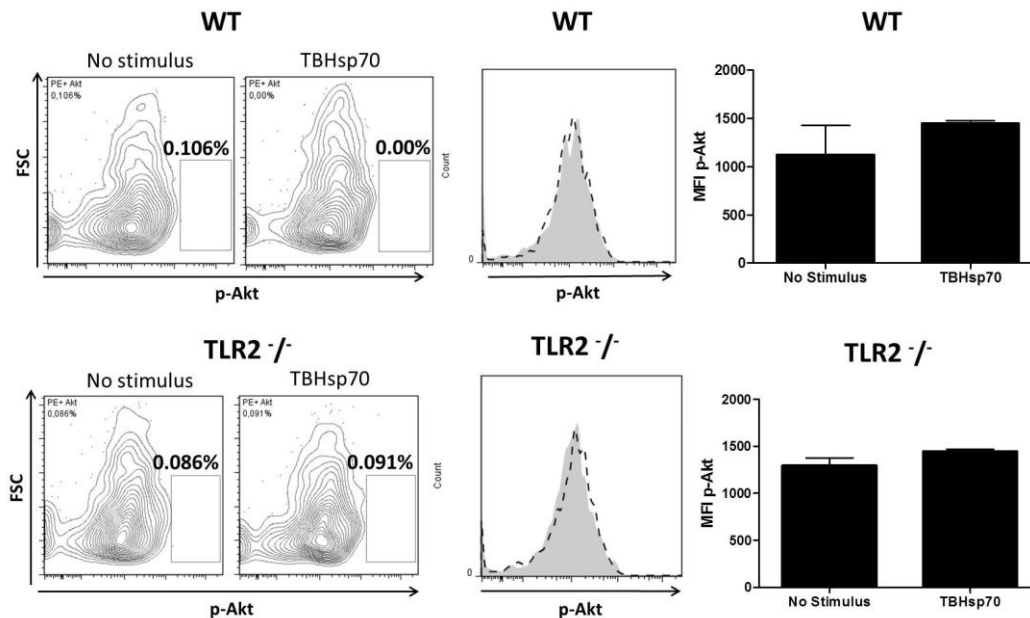 WT
No stimulus
TBHsp70
PE+ Akt
0,106%
0.106%
PE+ Akt
0,00%
0.00%
FSC
p-Akt
WT
Count
0
p-Akt
WT
MFI p-Akt
2000
1500
1000
500
0
No Stimulus
TBHsp70
TLR2 -/-
No stimulus
TBHsp70
PE+ Akt
0,086%
0.086%
PE+ Akt
0,091%
0.091%
FSC
p-Akt
TLR2 -/-
Count
0
p-Akt
TLR2 -/-
MFI p-Akt
2000
1500
1000
500
0
No Stimulus
TBHsp70